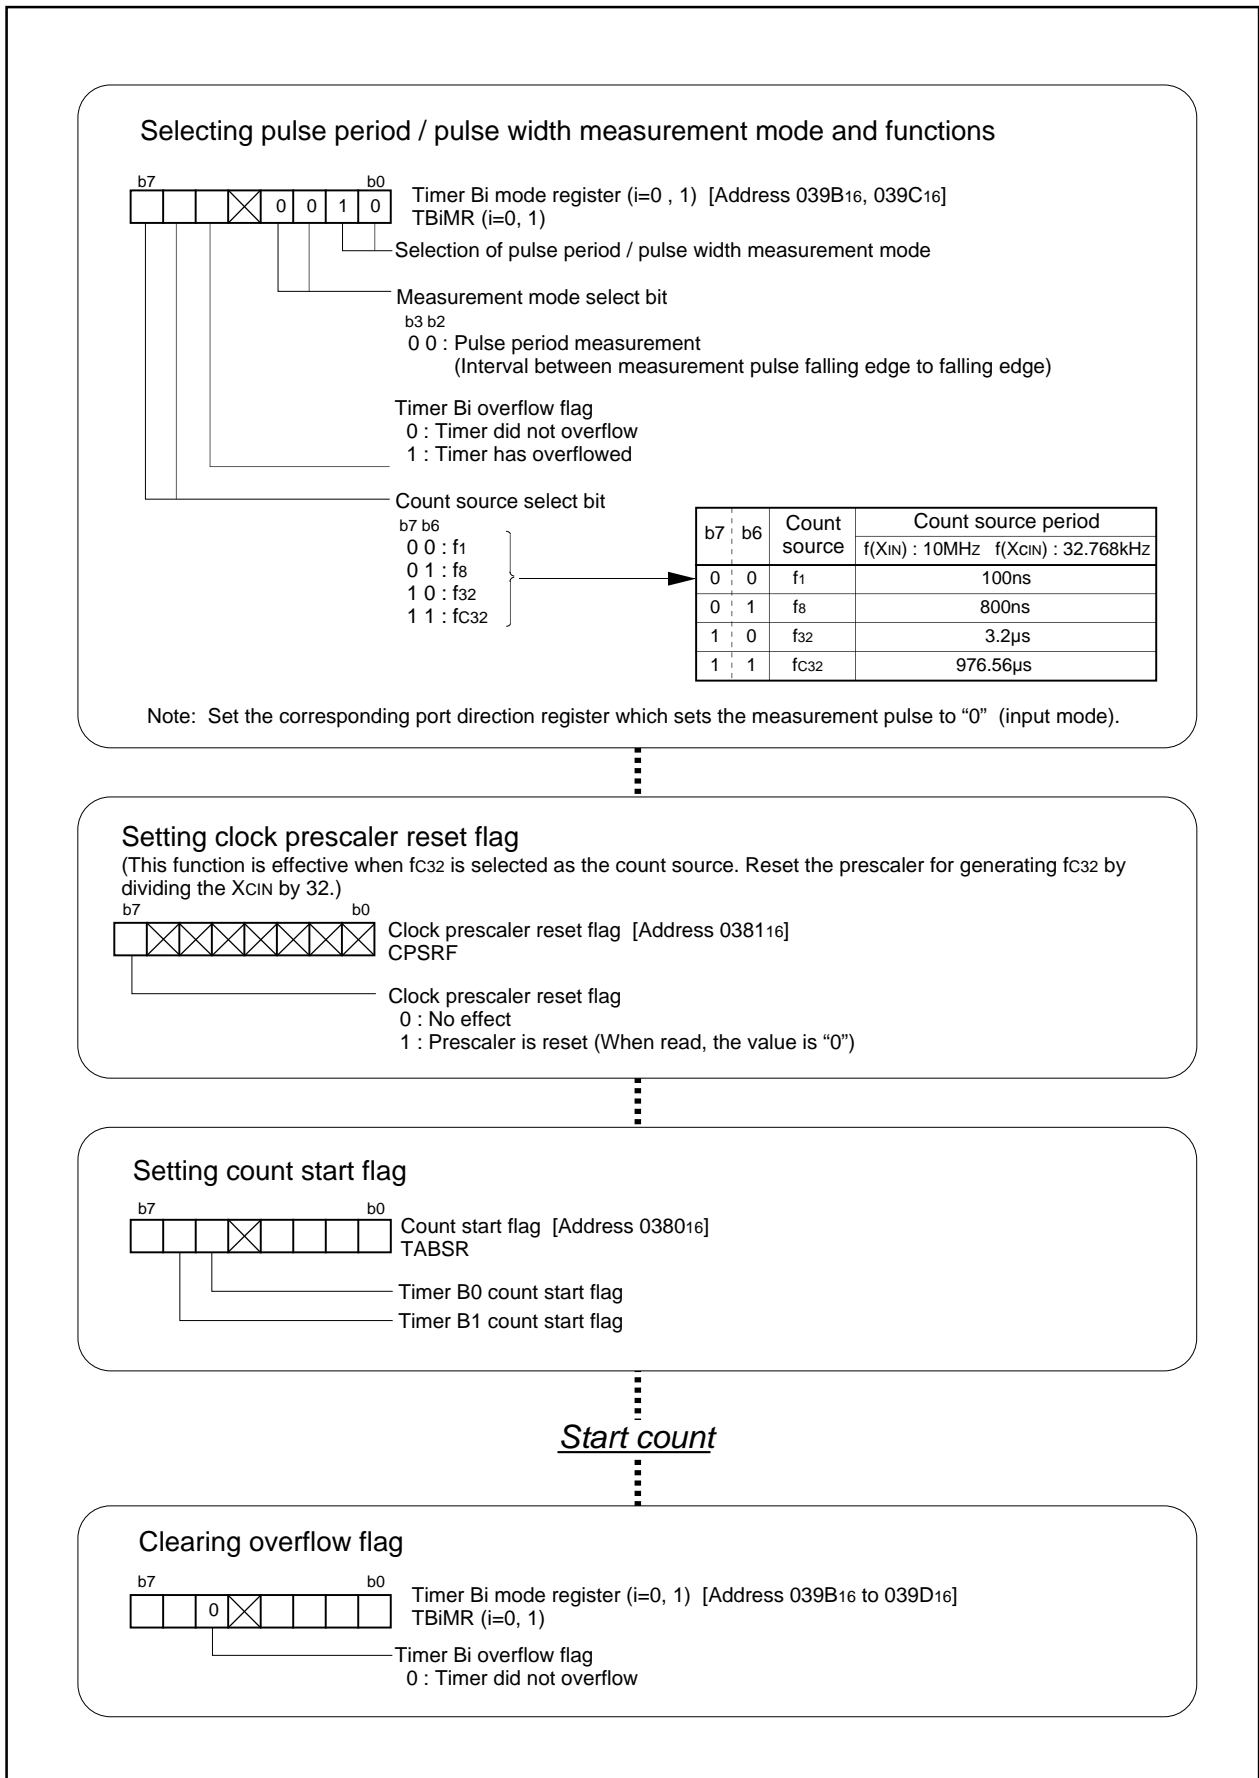 Selecting pulse period / pulse width measurement mode and functions
b7 b0
0 0 1 0
Timer Bi mode register (i=0 , 1) [Address 039B16, 039C16]
TBiMR (i=0, 1)
Selection of pulse period / pulse width measurement mode
Measurement mode select bit
b3 b2
0 0 : Pulse period measurement
(Interval between measurement pulse falling edge to falling edge)
Timer Bi overflow flag
0 : Timer did not overflow
1 : Timer has overflowed
Count source select bit
b7 b6
0 0 : f1
0 1 : f8
1 0 : f32
1 1 : fC32
b7 b6 Count source Count source period
f(XIN) : 10MHz f(XCIN) : 32.768kHz
0 0 f1 100ns
0 1 f8 800ns
1 0 f32 3.2µs
1 1 fC32 976.56µs
Note: Set the corresponding port direction register which sets the measurement pulse to “0” (input mode).
Setting clock prescaler reset flag
(This function is effective when fC32 is selected as the count source. Reset the prescaler for generating fC32 by
dividing the XCIN by 32.)
b7 b0
Clock prescaler reset flag [Address 038116]
CPSRF
Clock prescaler reset flag
0 : No effect
1 : Prescaler is reset (When read, the value is “0”)
Setting count start flag
b7 b0
Count start flag [Address 038016]
TABSR
Timer B0 count start flag
Timer B1 count start flag
Start count
Clearing overflow flag
b7 b0
0
Timer Bi mode register (i=0, 1) [Address 039B16 to 039D16]
TBiMR (i=0, 1)
Timer Bi overflow flag
0 : Timer did not overflow